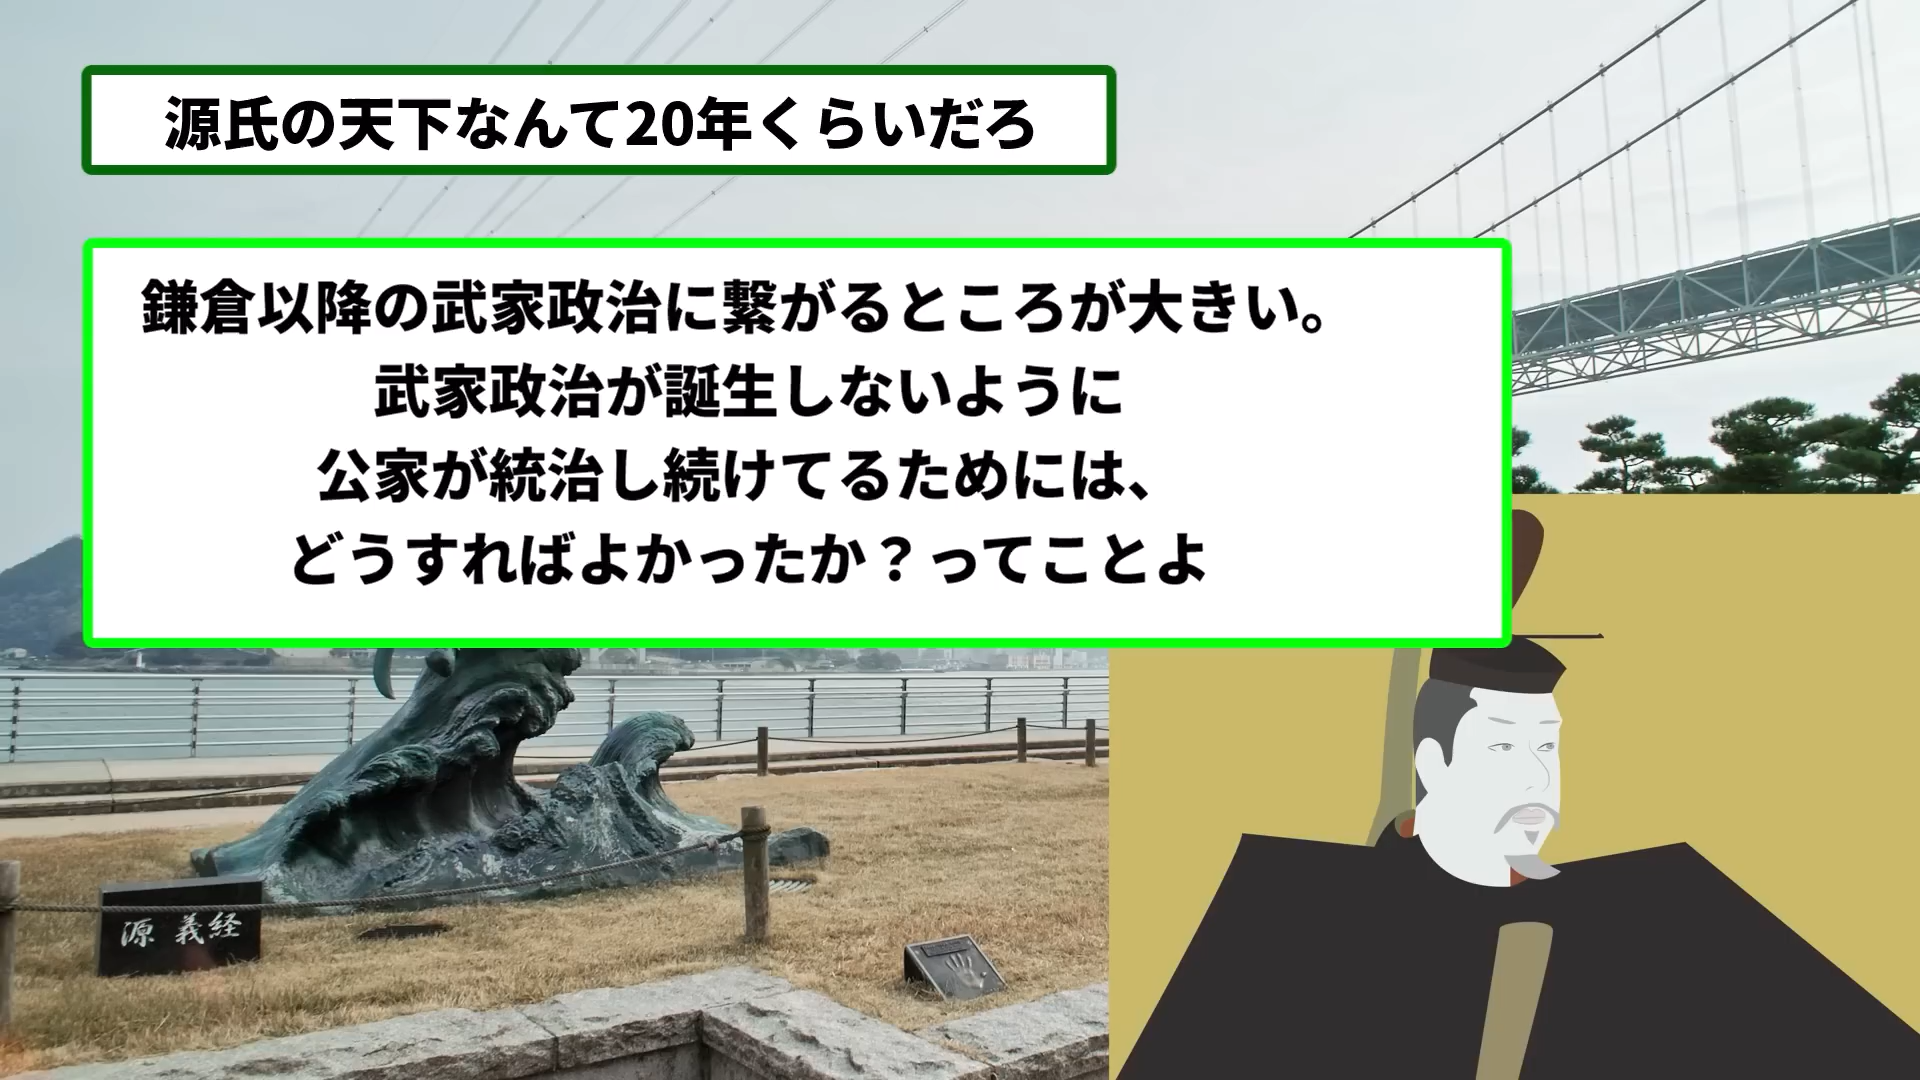 源氏の天下なんて20年くらいだろ
鎌倉以降の武家政治に繋がるところが大きい。
武家政治が誕生しないように
公家が統治し続けてるためには、
どうすればよかったか？ってことよ
源 義経